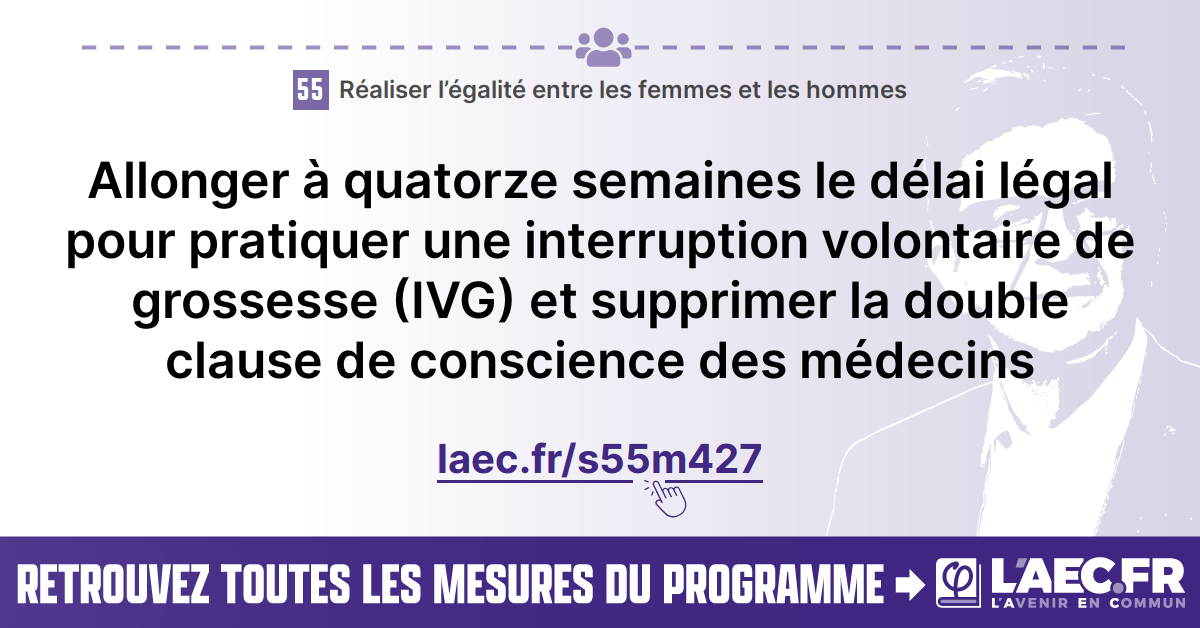 55 Réaliser l’égalité entre les femmes et les hommes
Allonger à quatorze semaines le délai légal
pour pratiquer une interruption volontaire de
grossesse (IVG) et supprimer la double
clause de conscience des médecins
laec.fr/s55m427
RETROUVEZ TOUTES LES MESURES DU PROGRAMME → φ L'AEC.FR
L'AVENIR EN COMMUN